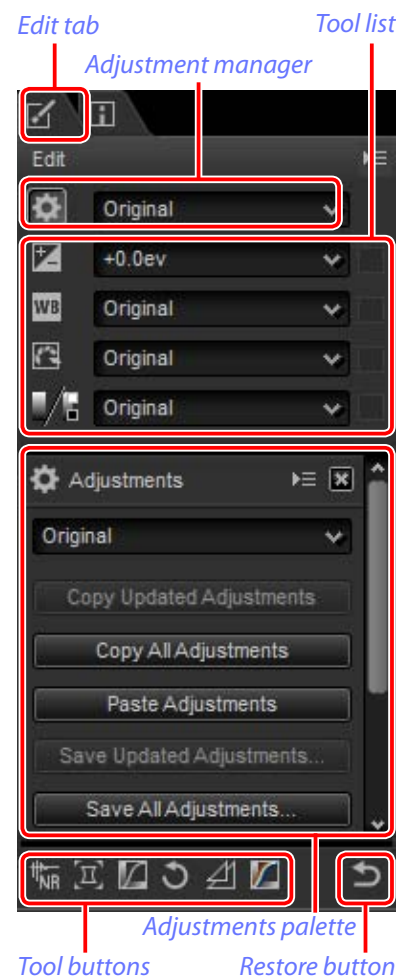 Edit tab
Tool list
Adjustment manager
Edit
Original
+0.0ev
WB
Original
Original
Original
Adjustments
Original
Copy Updated Adjustments
Copy All Adjustments
Paste Adjustments
Save Updated Adjustments...
Save All Adjustments...
NR
Adjustments palette
Tool buttons
Restore button